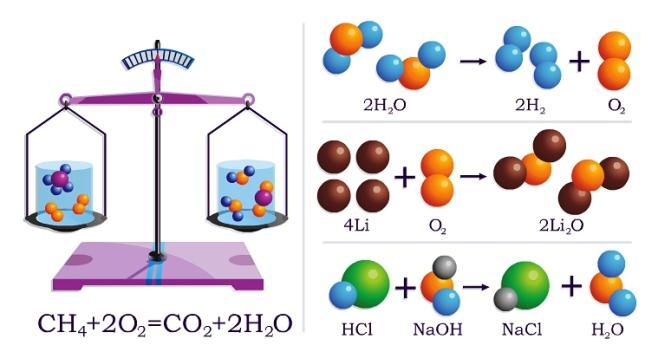 CH₄+2O₂=CO₂+2H₂O
2H₂O 2H₂ O₂
4Li O₂ 2Li₂O
HCl NaOH NaCl H₂O